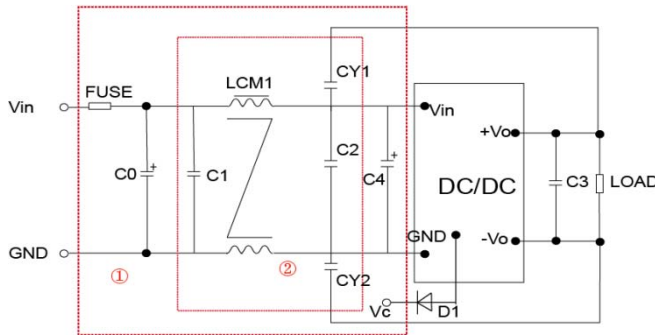 FUSE
LCM1
CY1
Vin
Vin
+
C0
C1
C2
+
C4
+Vo
DC/DC
C3
LOAD
GND
GND
-Vo
①
②
CY2
Vc
D1